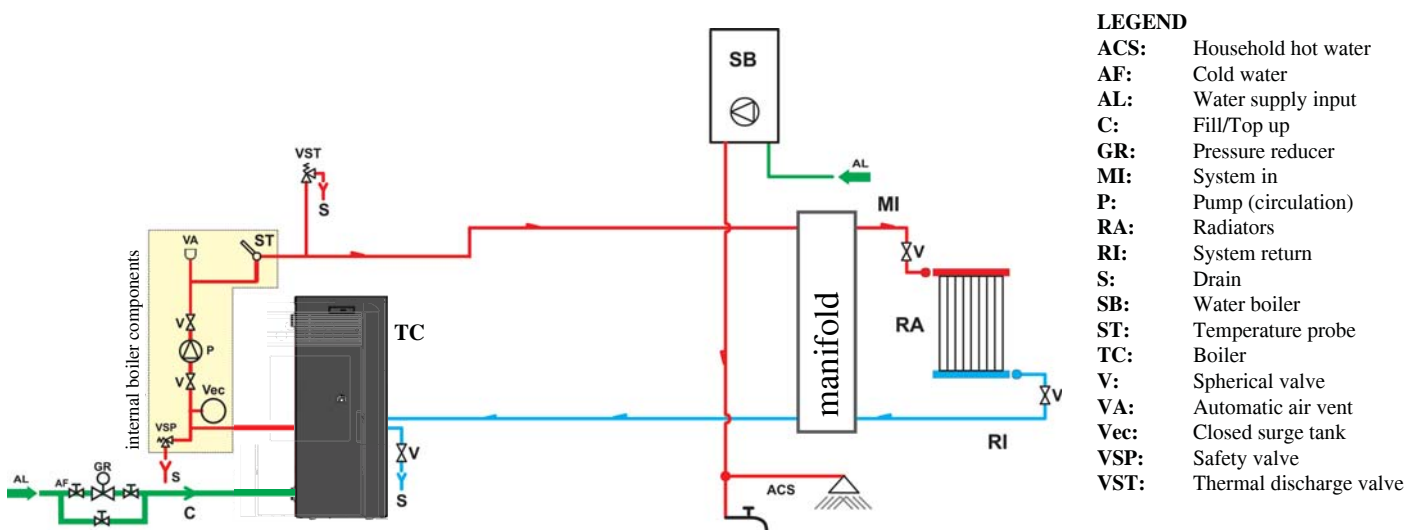 SB
AL
VST
S
MI
V
VA
ST
internal boiler components
V
P
V
Vec
VSP
S
TC
manifold
RA
V
RI
V
S
AL
AF
GR
C
ACS
LEGEND
ACS: Household hot water
AF: Cold water
AL: Water supply input
C: Fill/Top up
GR: Pressure reducer
MI: System in
P: Pump (circulation)
RA: Radiators
RI: System return
S: Drain
SB: Water boiler
ST: Temperature probe
TC: Boiler
V: Spherical valve
VA: Automatic air vent
Vec: Closed surge tank
VSP: Safety valve
VST: Thermal discharge valve